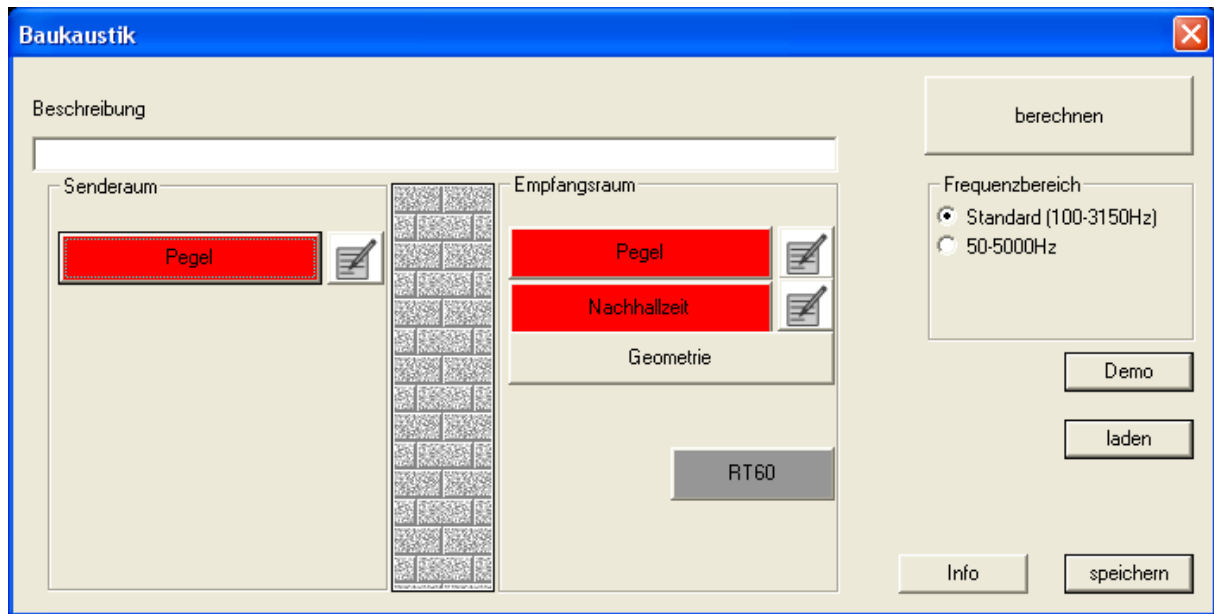 Baukaustik
Beschreibung
berechnen
Senderaum
Pegel
Empfangsraum
Pegel
Nachhallzeit
Geometrie
RT60
Frequenzbereich
Standard (100-3150Hz)
50-5000Hz
Demo
laden
Info
speichern